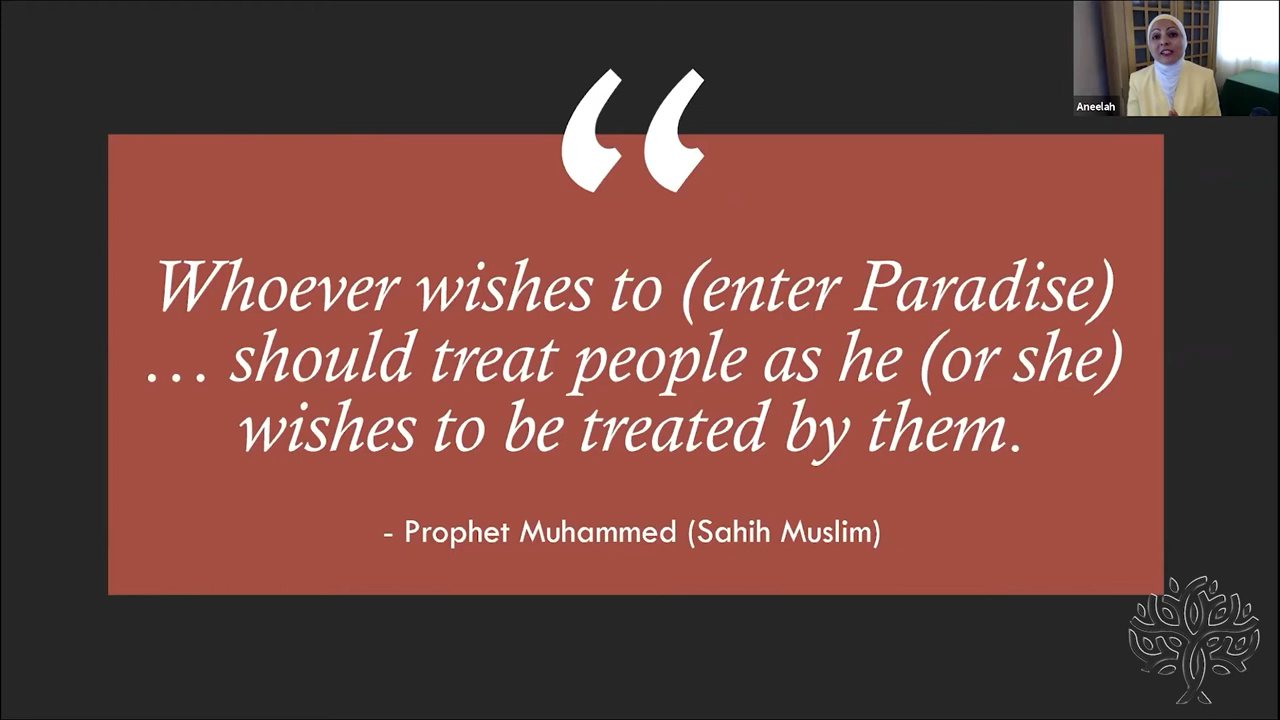 Aneelah
“
Whoever wishes to (enter Paradise)
… should treat people as he (or she)
wishes to be treated by them.
- Prophet Muhammed (Sahih Muslim)